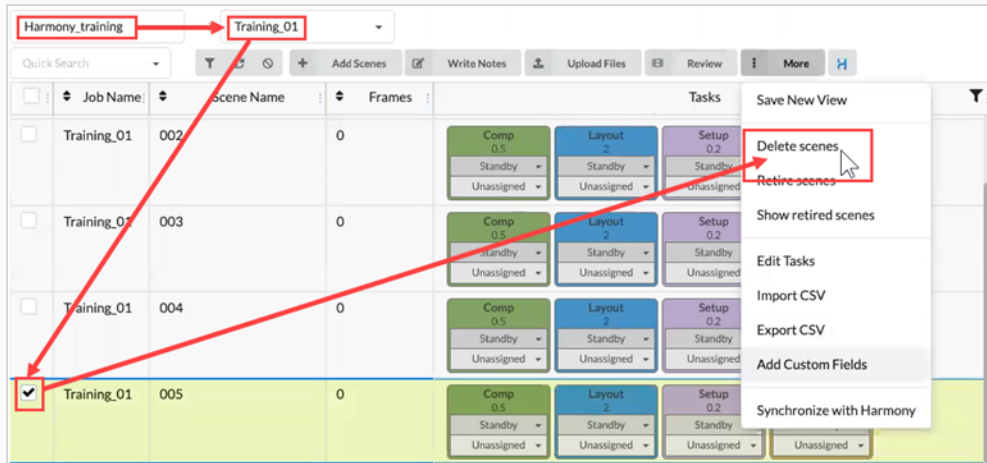 Harmony_training Training_01
Quick Search Add Scenes Write Notes Upload Files Review More
Job Name Scene Name Frames Tasks
Save New View
Delete scenes
Retire scenes
Show retired scenes
Edit Tasks
Import CSV
Export CSV
Add Custom Fields
Synchronize with Harmony
Training_01 002 0
Comp Layout Setup
0.5 2 0.2
Standby Standby Standby
Unassigned Unassigned Unassigned
Training_01 003 0
Comp Layout Setup
0.5 2 0.2
Standby Standby Standby
Unassigned Unassigned Unassigned
Training_01 004 0
Comp Layout Setup
0.5 2 0.2
Standby Standby Standby
Unassigned Unassigned Unassigned
Training_01 005 0
Comp Layout Setup
0.5 2 0.2
Standby Standby Standby
Unassigned Unassigned Unassigned Unassigned